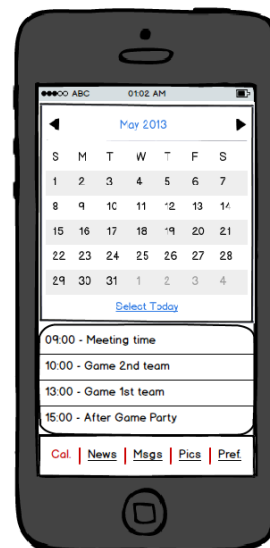 ABC 01:02 AM
May 2013
S M T W T F S
1 2 3 4 5 6 7
8 9 10 11 12 13 14
15 16 17 18 19 20 21
22 23 24 25 26 27 28
29 30 31 1 2 3 4
Select Today
09:00 - Meeting time
10:00 - Game 2nd team
13:00 - Game 1st team
15:00 - After Game Party
Cal. | News | Msgs | Pics | Pref.